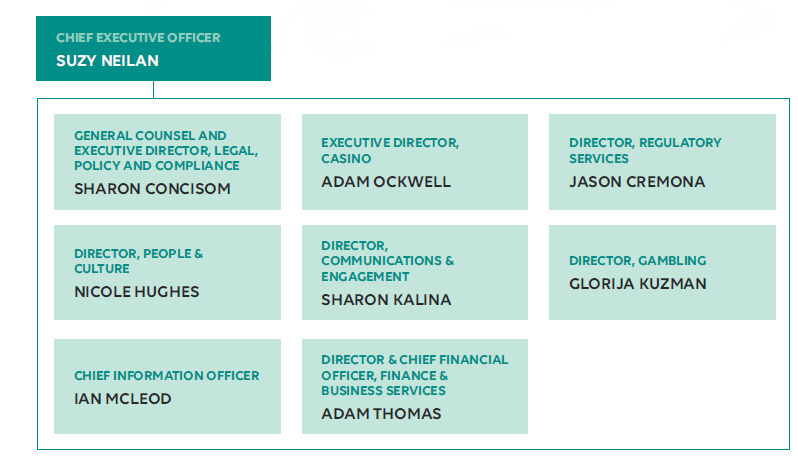 CHIEF EXECUTIVE OFFICER
SUZY NEILAN
GENERAL COUNSEL AND
EXECUTIVE DIRECTOR, LEGAL,
POLICY AND COMPLIANCE
SHARON CONCISOM
EXECUTIVE DIRECTOR,
CASINO
ADAM OCKWELL
DIRECTOR, REGULATORY
SERVICES
JASON CREMONA
DIRECTOR, PEOPLE &
CULTURE
NICOLE HUGHES
DIRECTOR,
COMMUNICATIONS &
ENGAGEMENT
SHARON KALINA
DIRECTOR, GAMBLING
GLORIJA KUZMAN
CHIEF INFORMATION OFFICER
IAN MCLEOD
DIRECTOR & CHIEF FINANCIAL
OFFICER, FINANCE &
BUSINESS SERVICES
ADAM THOMAS